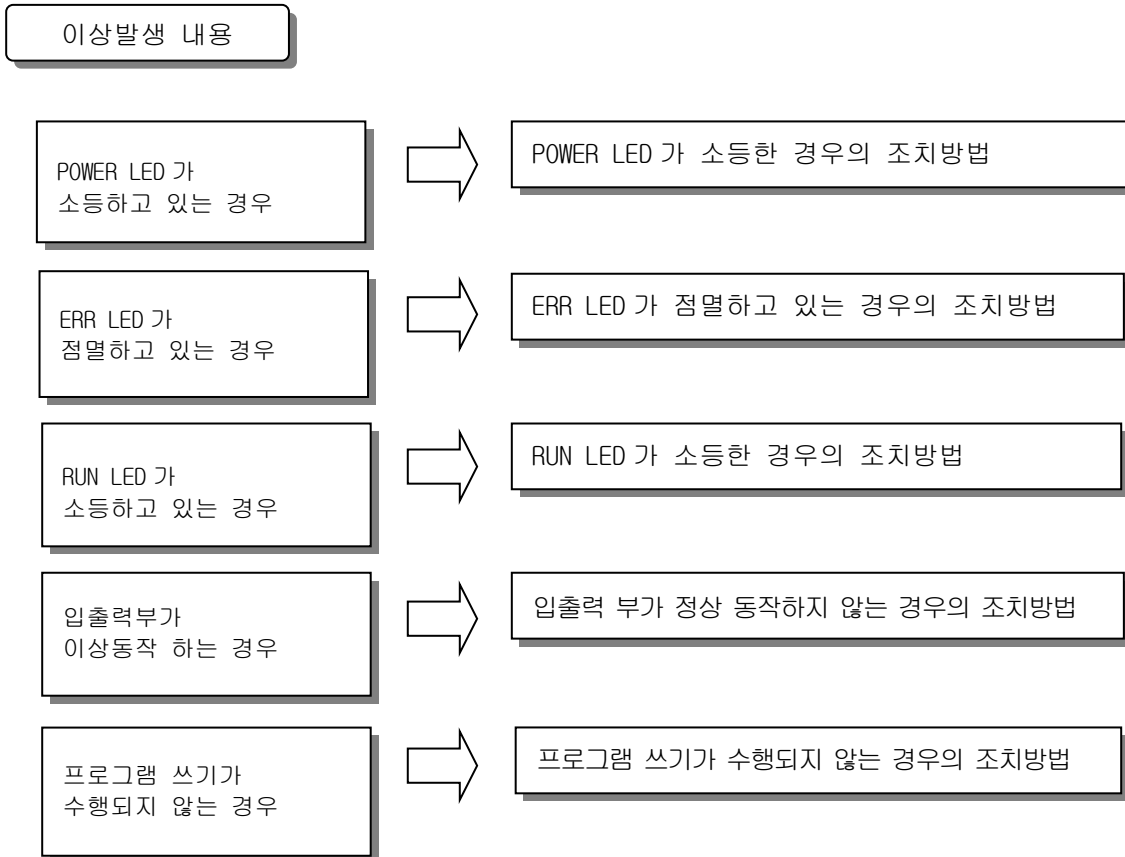 이상발생 내용
POWER LED 가
소등하고 있는 경우
POWER LED 가 소등한 경우의 조치방법
ERR LED 가
점멸하고 있는 경우
ERR LED 가 점멸하고 있는 경우의 조치방법
RUN LED 가
소등하고 있는 경우
RUN LED 가 소등한 경우의 조치방법
입출력부가
이상동작 하는 경우
입출력 부가 정상 동작하지 않는 경우의 조치방법
프로그램 쓰기가
수행되지 않는 경우
프로그램 쓰기가 수행되지 않는 경우의 조치방법